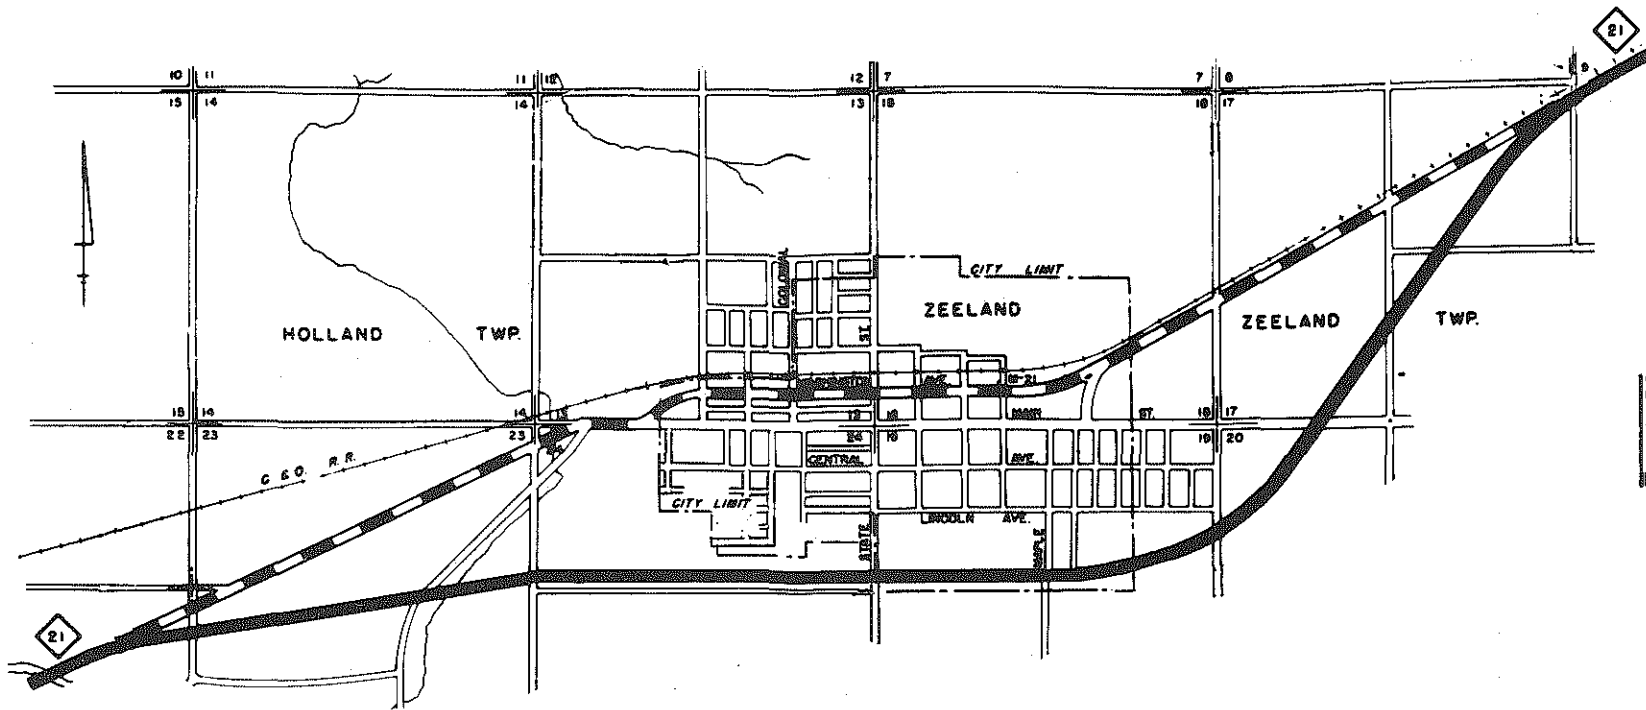 21
10 11
15 14
11 12
14
12 7
13 18
7 8
18 17
9
CITY LIMIT
COLONIAL
ZEELAND
HOLLAND TWP.
ST.
ZEELAND TWP.
AVE.
M-21
15 14
22 23
14 13
23 24
13 18
24 19
MAIN ST.
18 17
19 20
CENTRAL AVE.
C & O. R.R.
CITY LIMIT
LINCOLN AVE.
STATE
MAPLE
21